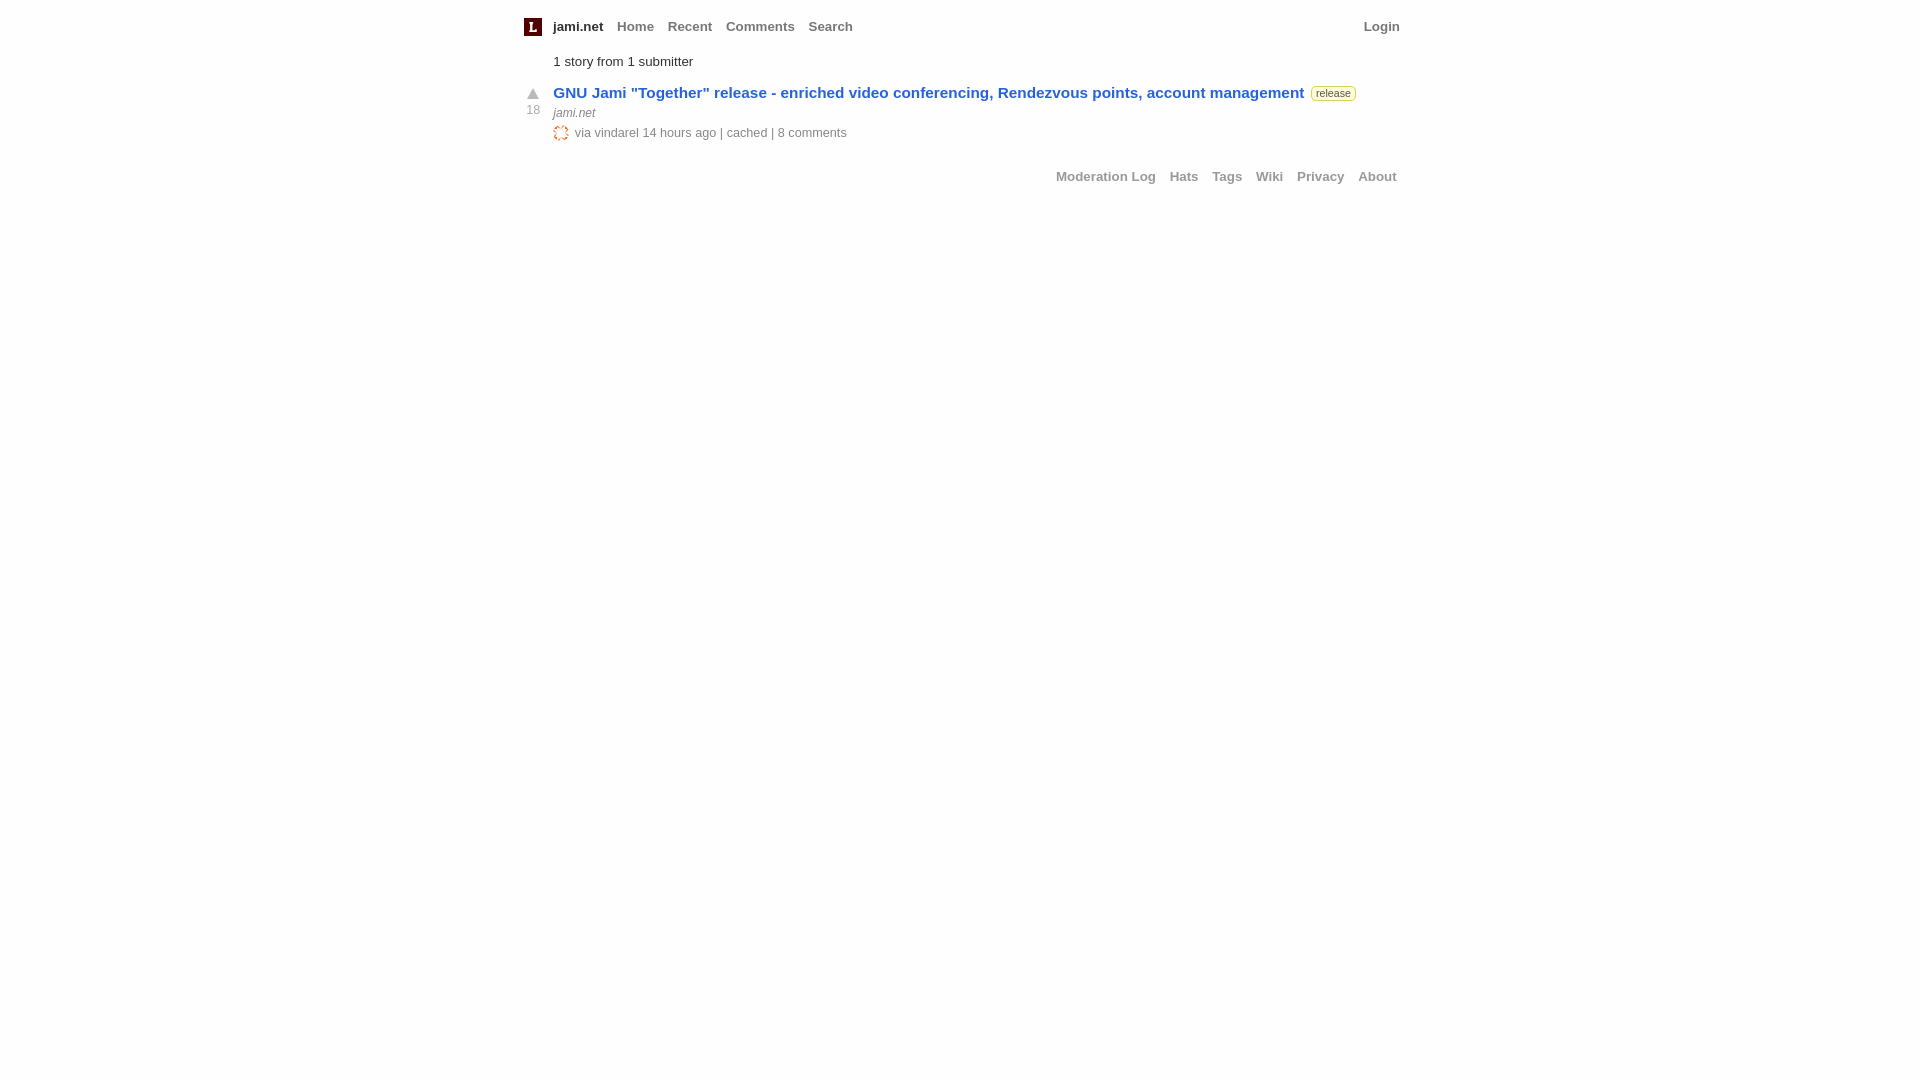 L jami.net Home Recent Comments Search Login
1 story from 1 submitter
GNU Jami "Together" release - enriched video conferencing, Rendezvous points, account management release
18
jami.net
via vindarel 14 hours ago | cached | 8 comments
Moderation Log Hats Tags Wiki Privacy About